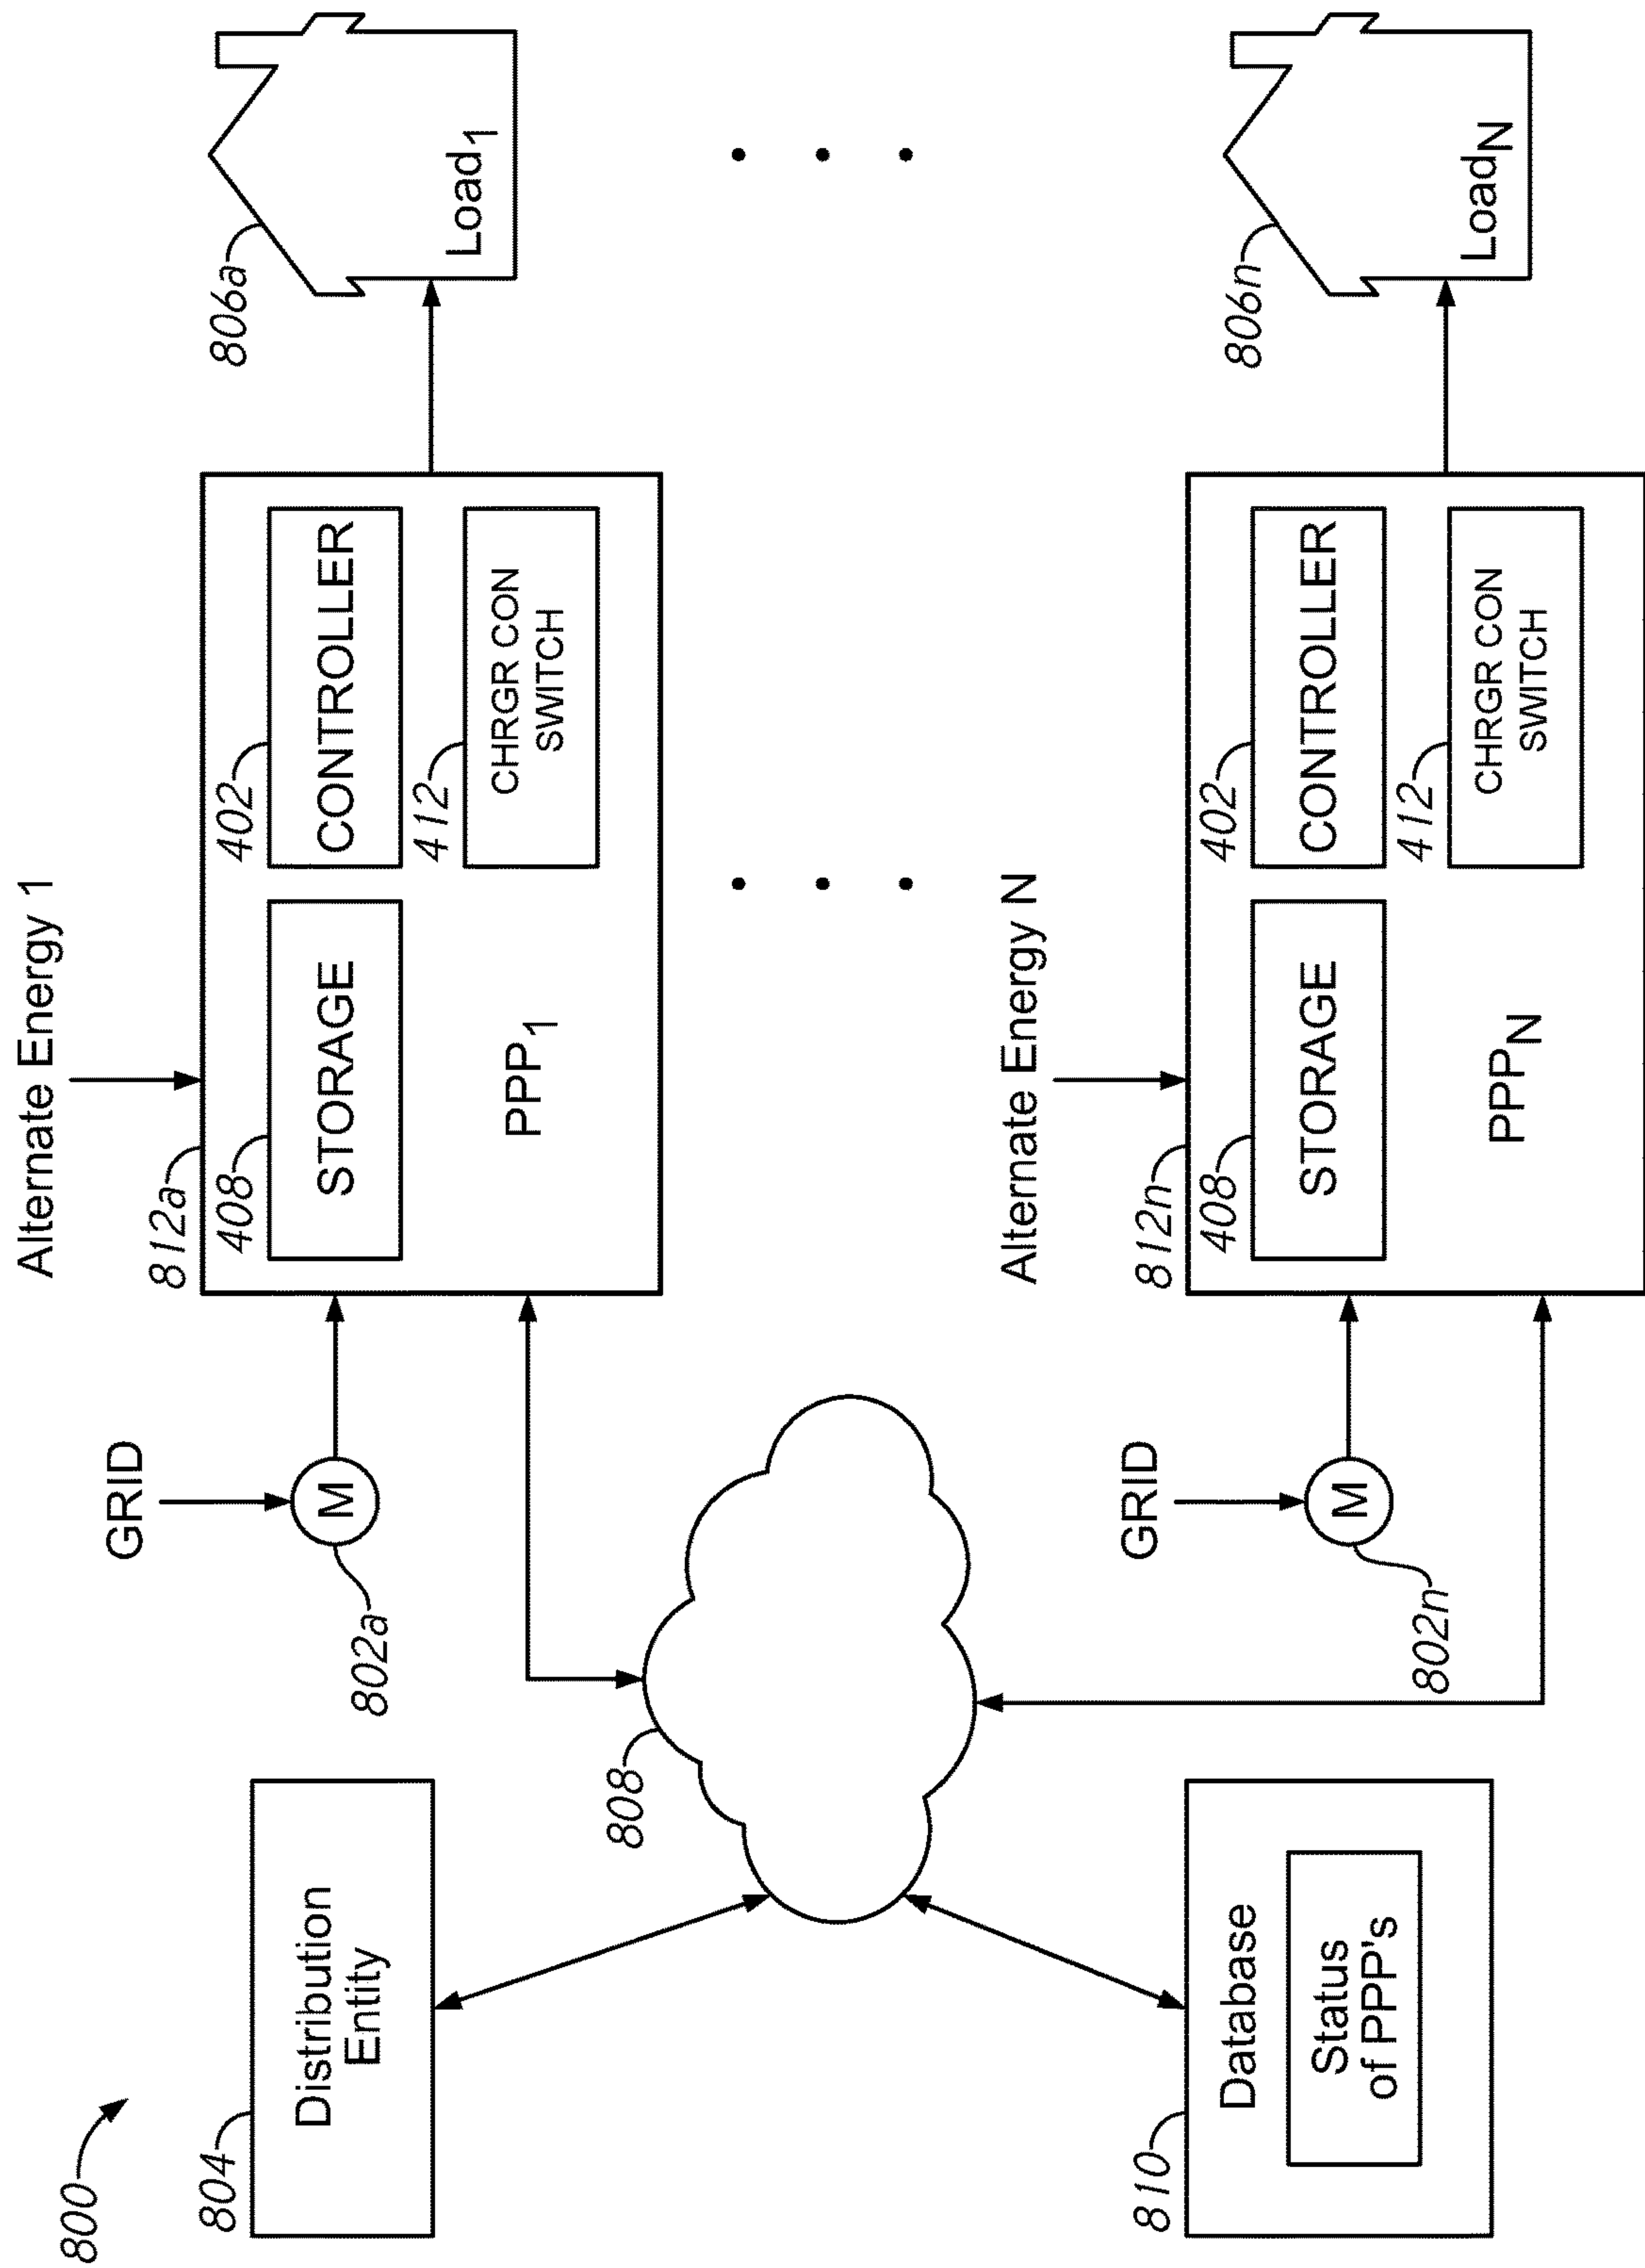 800
804
Distribution
Entity
GRID
M
802a
Alternate Energy 1
812a
408
STORAGE
402
CONTROLLER
412
CHRGR CON
SWITCH
PPP1
806a
Load1
808
810
Database
Status
of PPP's
GRID
M
802n
Alternate Energy N
812n
408
STORAGE
402
CONTROLLER
412
CHRGR CON
SWITCH
PPPN
806n
LoadN